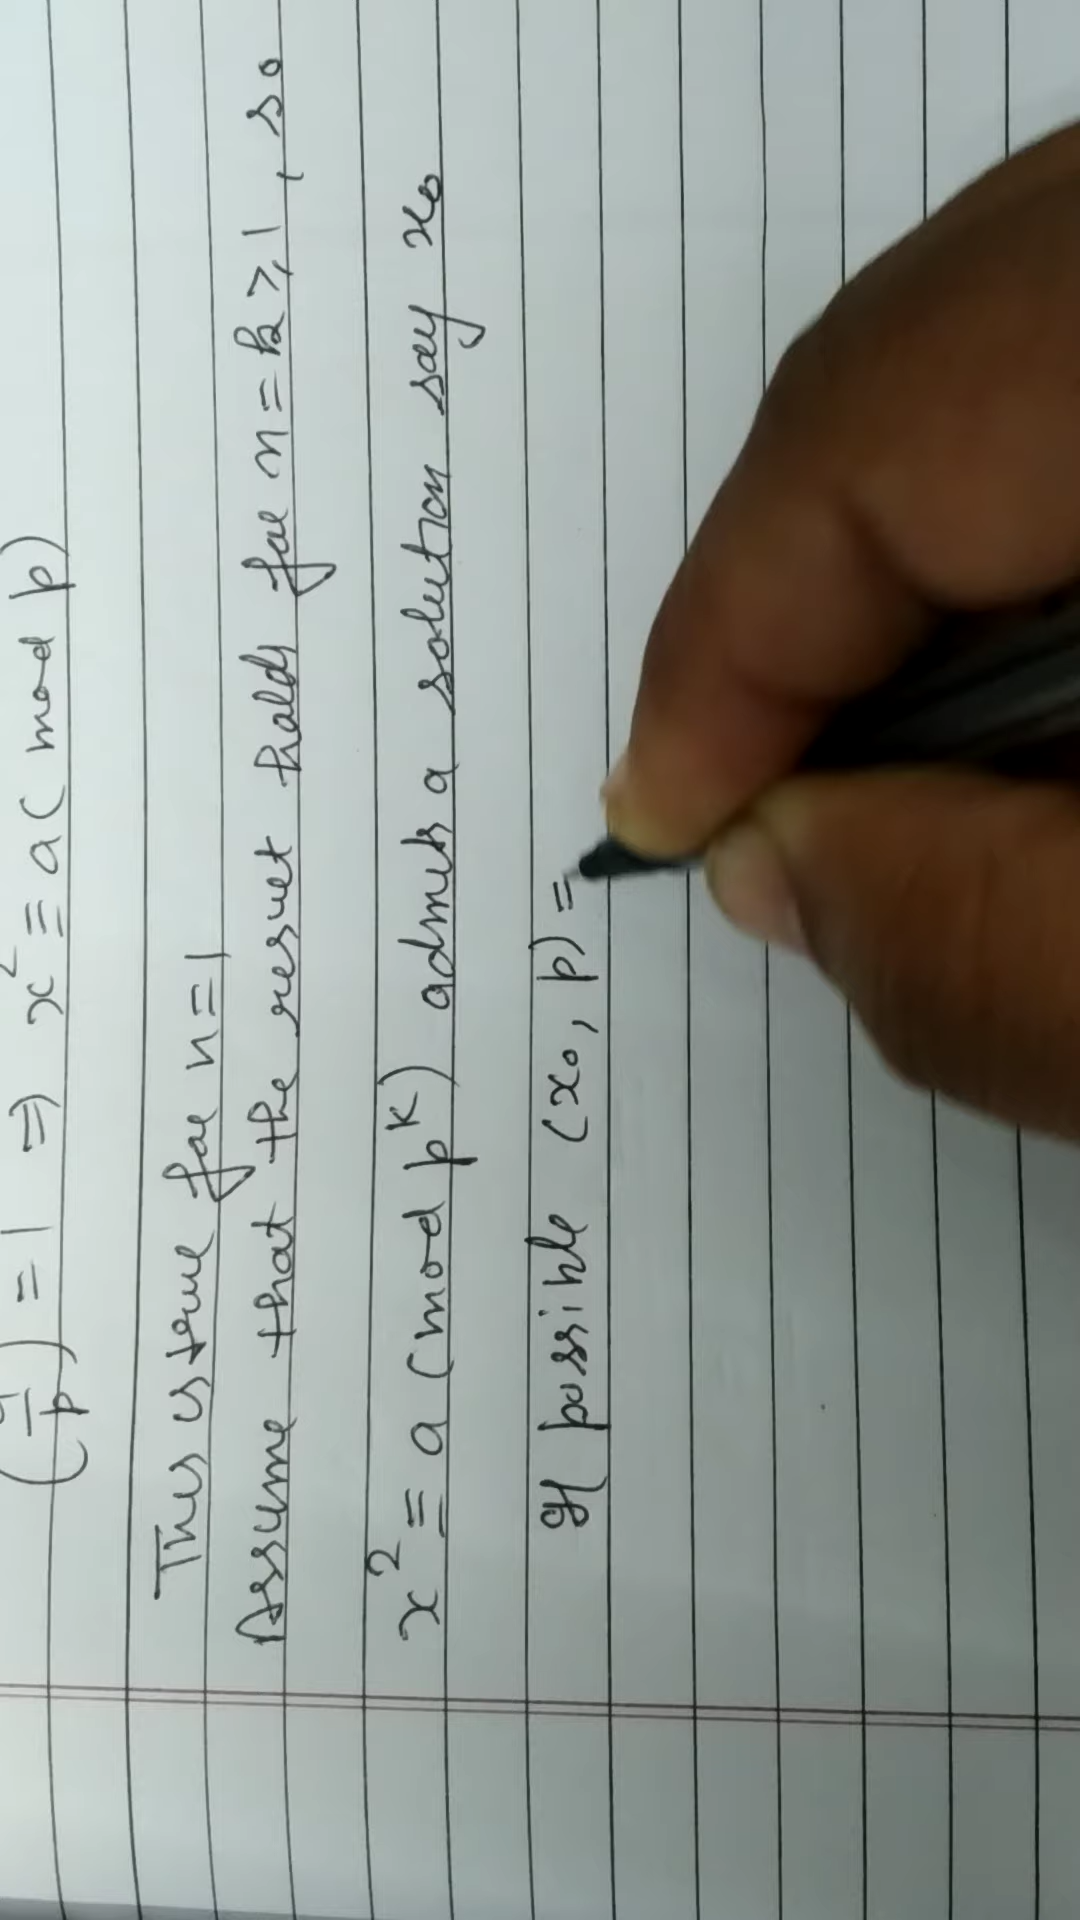 (a/p) = 1 ⇒ x² ≡ a ( mod p)
This is true for n=1
Assume that the result holds for n = k ≥ 1, so
x² ≡ a (mod pᵏ) admits a solution say x₀
If possible (x₀, p) =